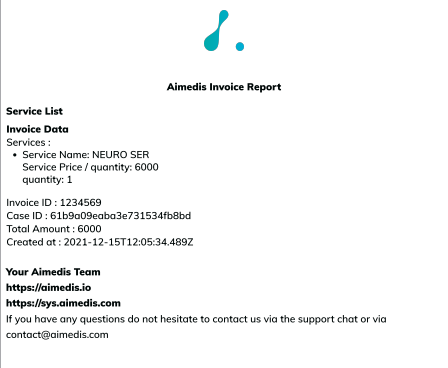 Aimedis Invoice Report
Service List
Invoice Data
Services :
• Service Name: NEURO SER
Service Price / quantity: 6000
quantity: 1
Invoice ID : 1234569
Case ID : 61b9a09eaba3e731534fb8bd
Total Amount : 6000
Created at : 2021-12-15T12:05:34.489Z
Your Aimedis Team
https://aimedis.io
https://sys.aimedis.com
If you have any questions do not hesitate to contact us via the support chat or via
contact@aimedis.com